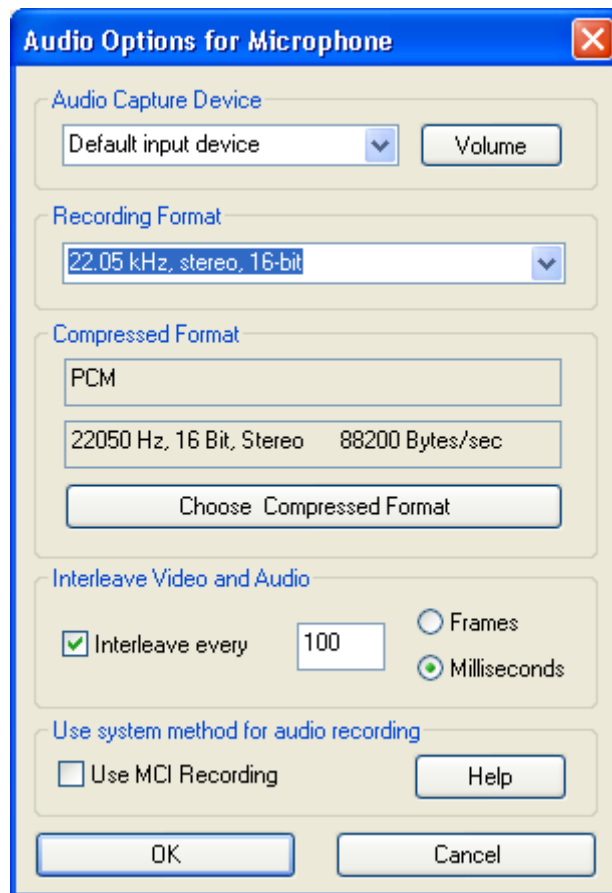 Audio Options for Microphone
Audio Capture Device
Default input device
Volume
Recording Format
22.05 kHz, stereo, 16-bit
Compressed Format
PCM
22050 Hz, 16 Bit, Stereo 88200 Bytes/sec
Choose Compressed Format
Interleave Video and Audio
Interleave every 100
Frames
Milliseconds
Use system method for audio recording
Use MCI Recording
Help
OK
Cancel